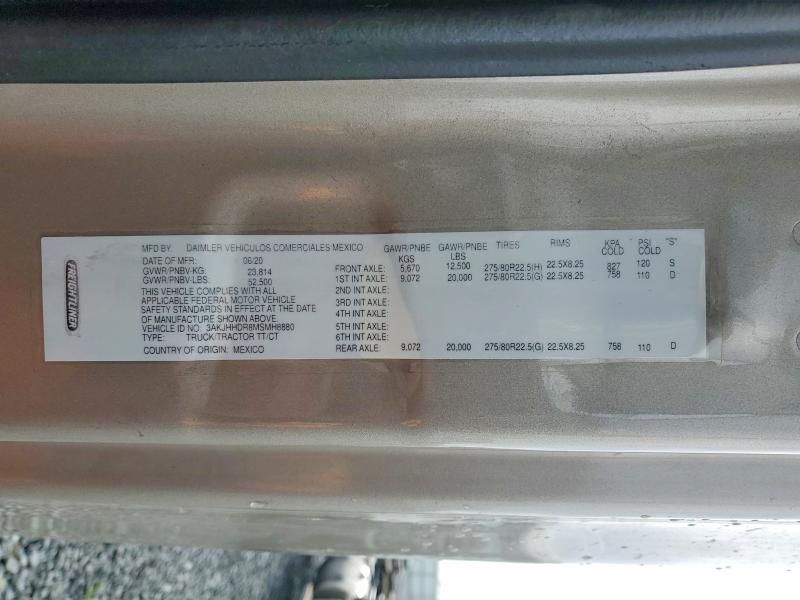 FREIGHTLINER
MFD BY: DAIMLER VEHICULOS COMERCIALES MEXICO
DATE OF MFR: 06/20
GVWR/PNBV-KG: 23,814
GVWR/PNBV-LBS: 52,500
THIS VEHICLE COMPLIES WITH ALL
APPLICABLE FEDERAL MOTOR VEHICLE
SAFETY STANDARDS IN EFFECT AT THE DATE
OF MANUFACTURE SHOWN ABOVE.
VEHICLE ID NO.: 3AKJHHDR8MSMH8880
TYPE: TRUCK/TRACTOR TT/CT
COUNTRY OF ORIGIN: MEXICO
GAWR/PNBE KGS GAWR/PNBE LBS TIRES RIMS KPA COLD PSI COLD "S"
FRONT AXLE: 5,670 12,500 275/80R22.5(H) 22.5X8.25 827 120 S
1ST INT AXLE: 9,072 20,000 275/80R22.5(G) 22.5X8.25 758 110 D
2ND INT AXLE:
3RD INT AXLE:
4TH INT AXLE:
5TH INT AXLE:
6TH INT AXLE:
REAR AXLE: 9,072 20,000 275/80R22.5(G) 22.5X8.25 758 110 D